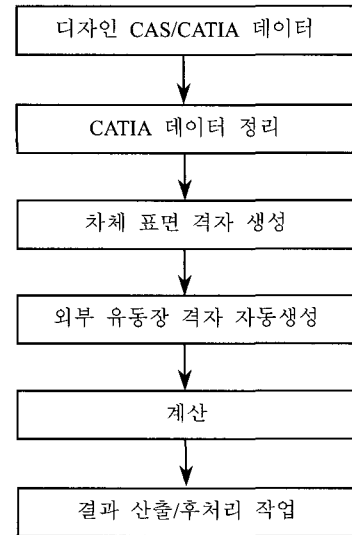 디자인 CAS/CATIA 데이터
CATIA 데이터 정리
차체 표면 격자 생성
외부 유동장 격자 자동생성
계산
결과 산출/후처리 작업